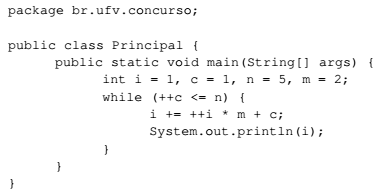 package br.ufv.concurso;
public class Principal {
public static void main(String[] args) {
int i = 1, c = 1, n = 5, m = 2;
while (++c <= n) {
i += ++i * m + c;
System.out.println(i);
}
}
}